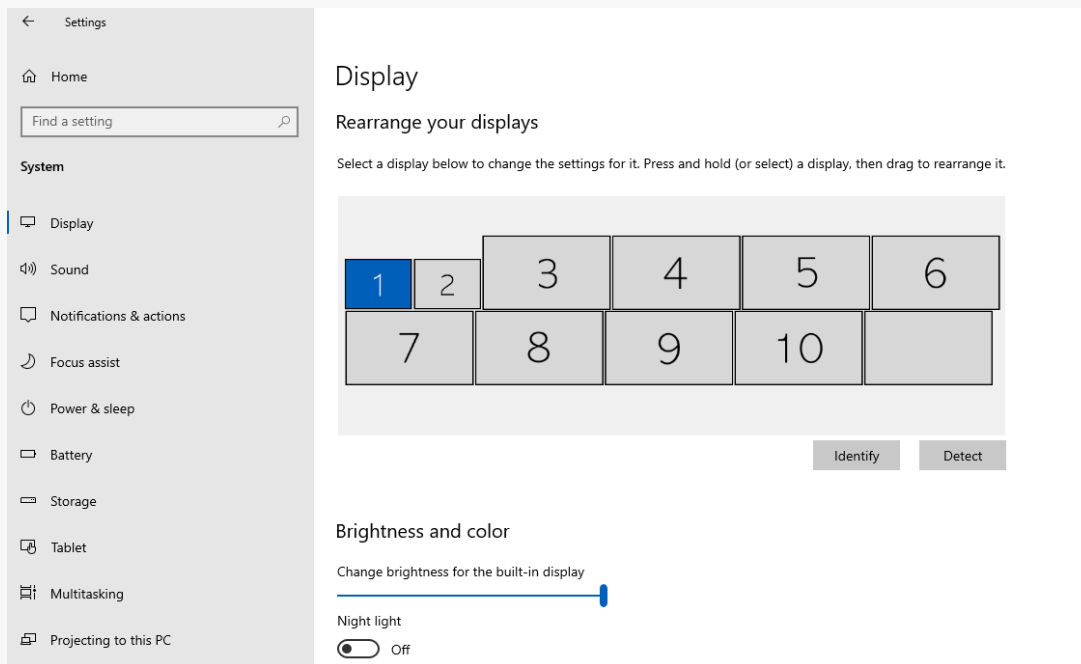 Settings
Home
Find a setting
System
Display
Sound
Notifications & actions
Focus assist
Power & sleep
Battery
Storage
Tablet
Multitasking
Projecting to this PC
Display
Rearrange your displays
Select a display below to change the settings for it. Press and hold (or select) a display, then drag to rearrange it.
1 2 3 4 5 6
7 8 9 10
Identify Detect
Brightness and color
Change brightness for the built-in display
Night light
Off